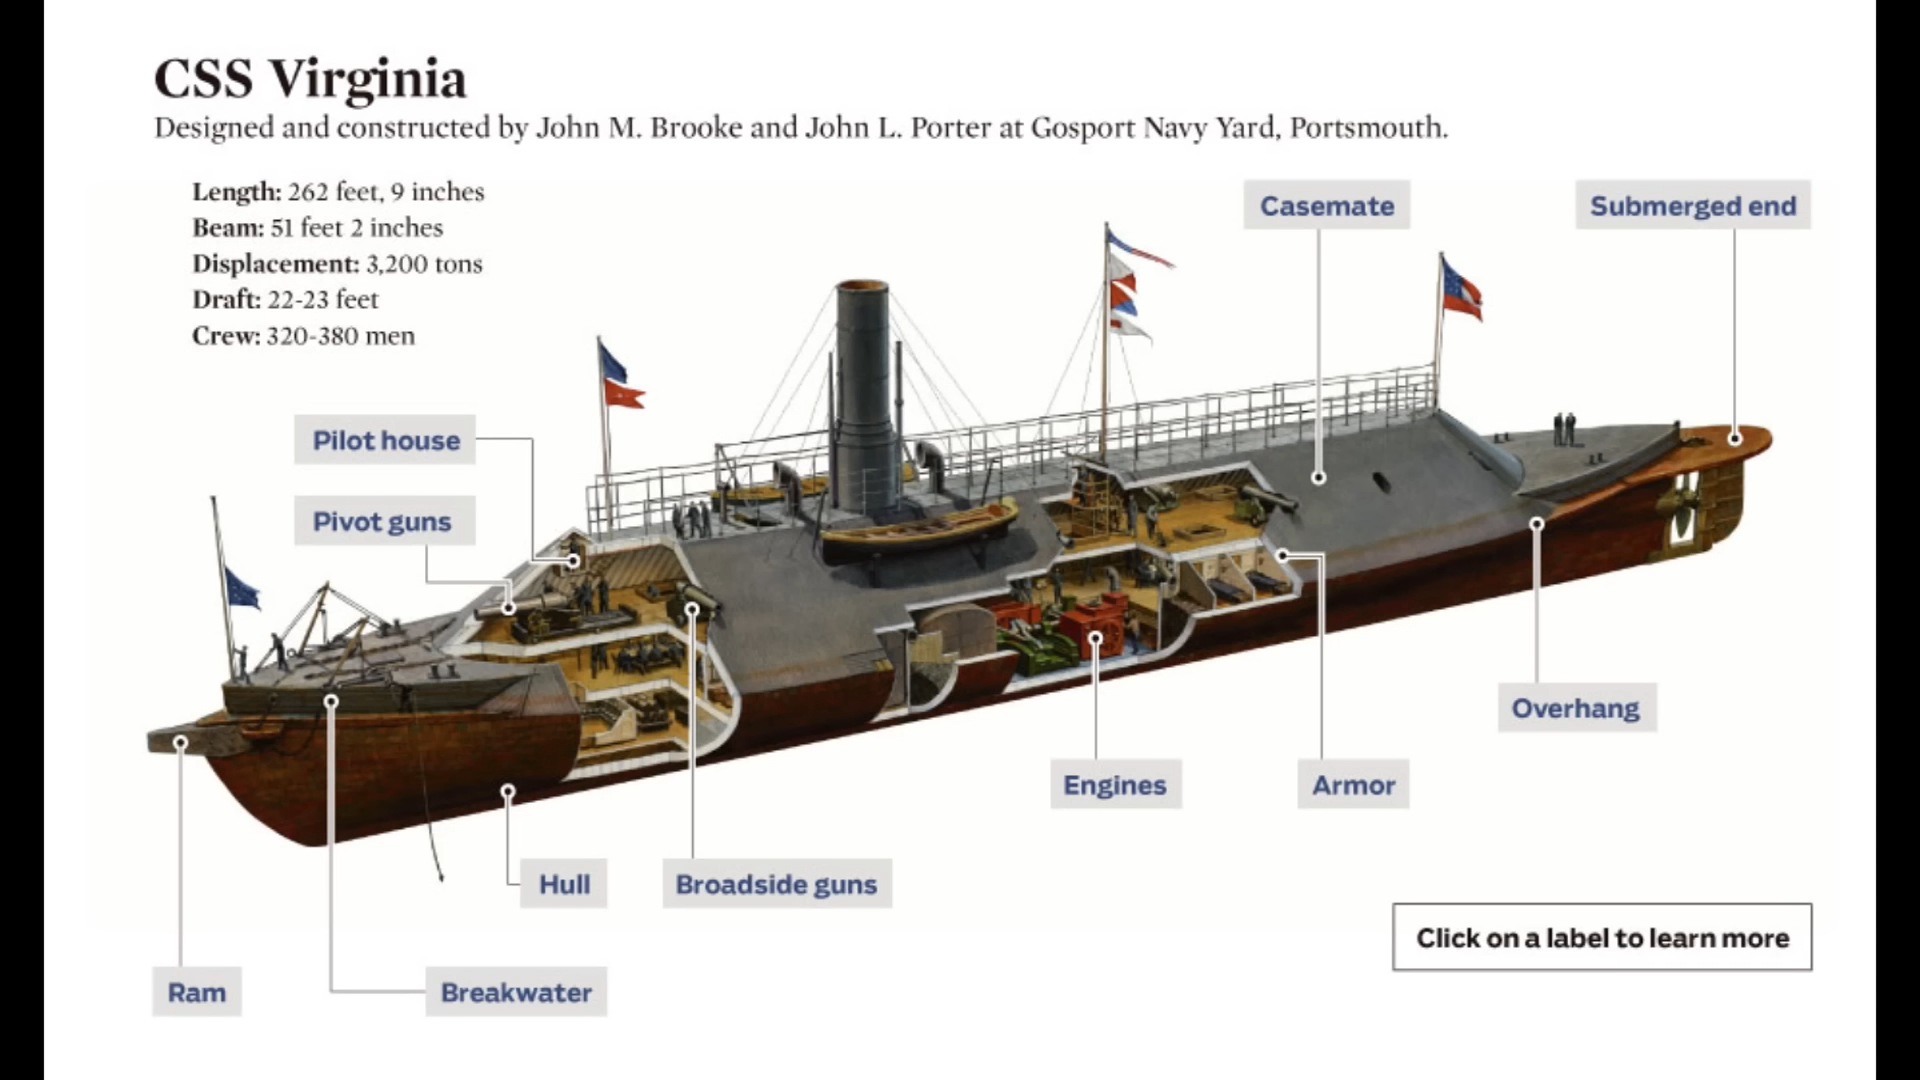 CSS Virginia
Designed and constructed by John M. Brooke and John L. Porter at Gosport Navy Yard, Portsmouth.
Length: 262 feet, 9 inches
Beam: 51 feet 2 inches
Displacement: 3,200 tons
Draft: 22-23 feet
Crew: 320-380 men
Casemate
Submerged end
Pilot house
Pivot guns
Overhang
Engines
Armor
Hull
Broadside guns
Click on a label to learn more
Ram
Breakwater